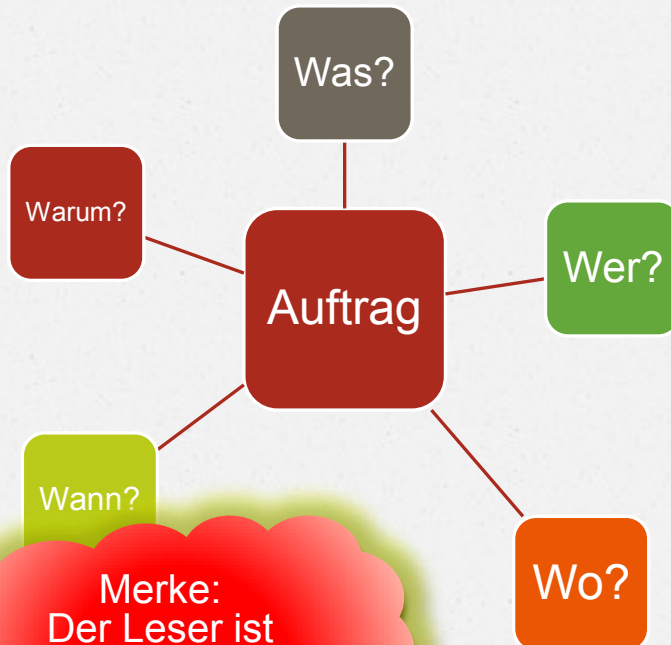 Was?
Warum?
Wer?
Auftrag
Wann?
Wo?
Merke:
Der Leser ist